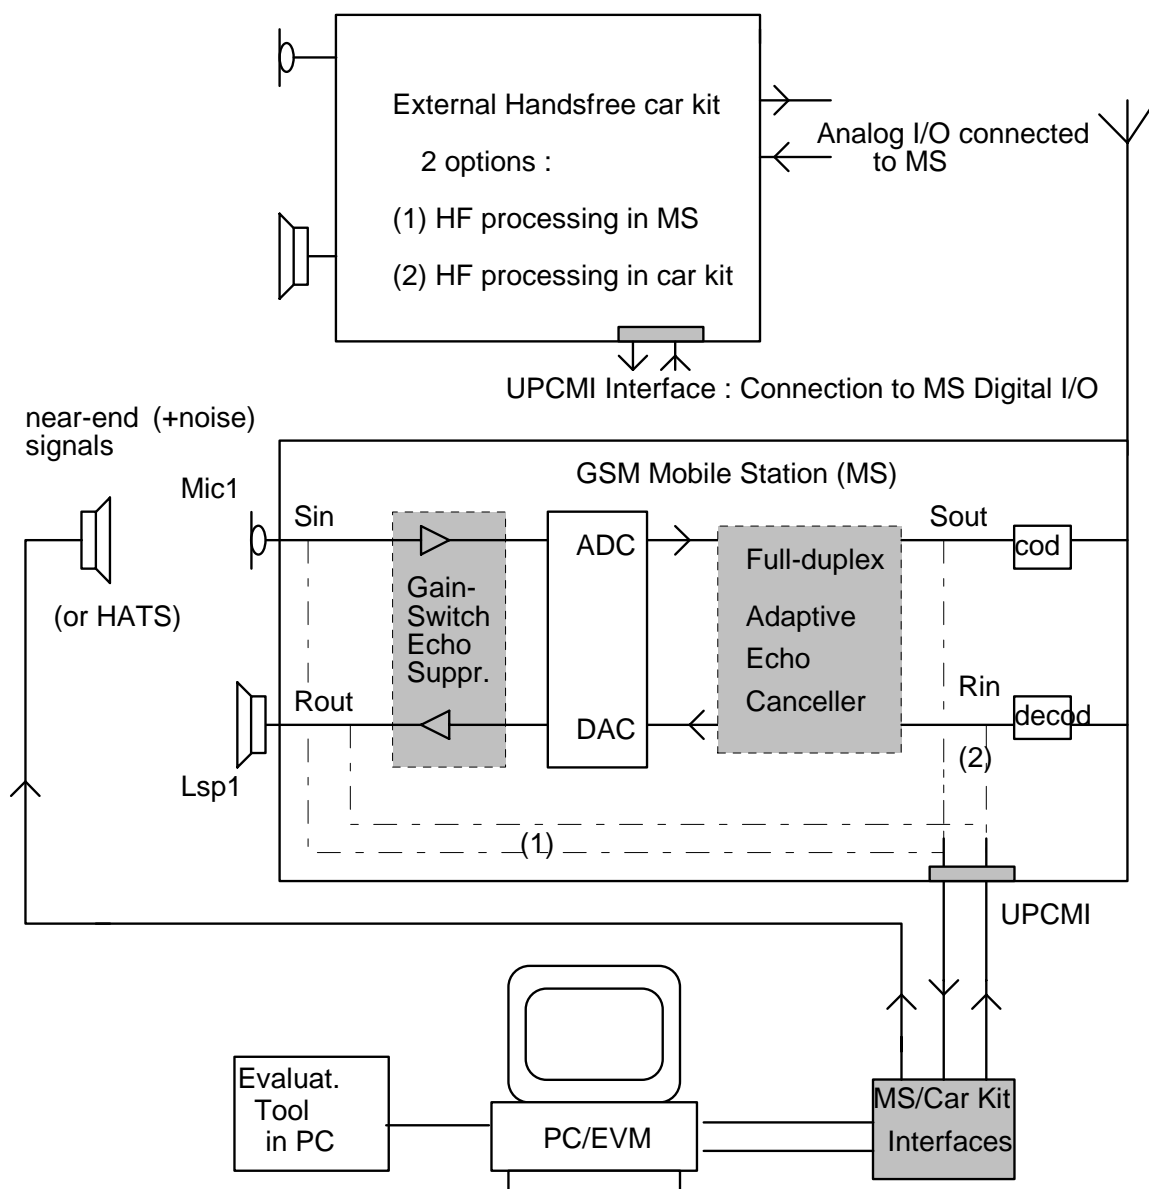 External Handsfree car kit
2 options :
(1) HF processing in MS
(2) HF processing in car kit
Analog I/O connected
to MS
UPCMI Interface : Connection to MS Digital I/O
near-end (+noise)
signals
(or HATS)
GSM Mobile Station (MS)
Mic1
Sin
Gain-
Switch
Echo
Suppr.
ADC
Full-duplex
Adaptive
Echo
Canceller
Sout
cod
Rout
DAC
Rin
decod
Lsp1
(2)
(1)
UPCMI
Evaluat.
Tool
in PC
PC/EVM
MS/Car Kit
Interfaces